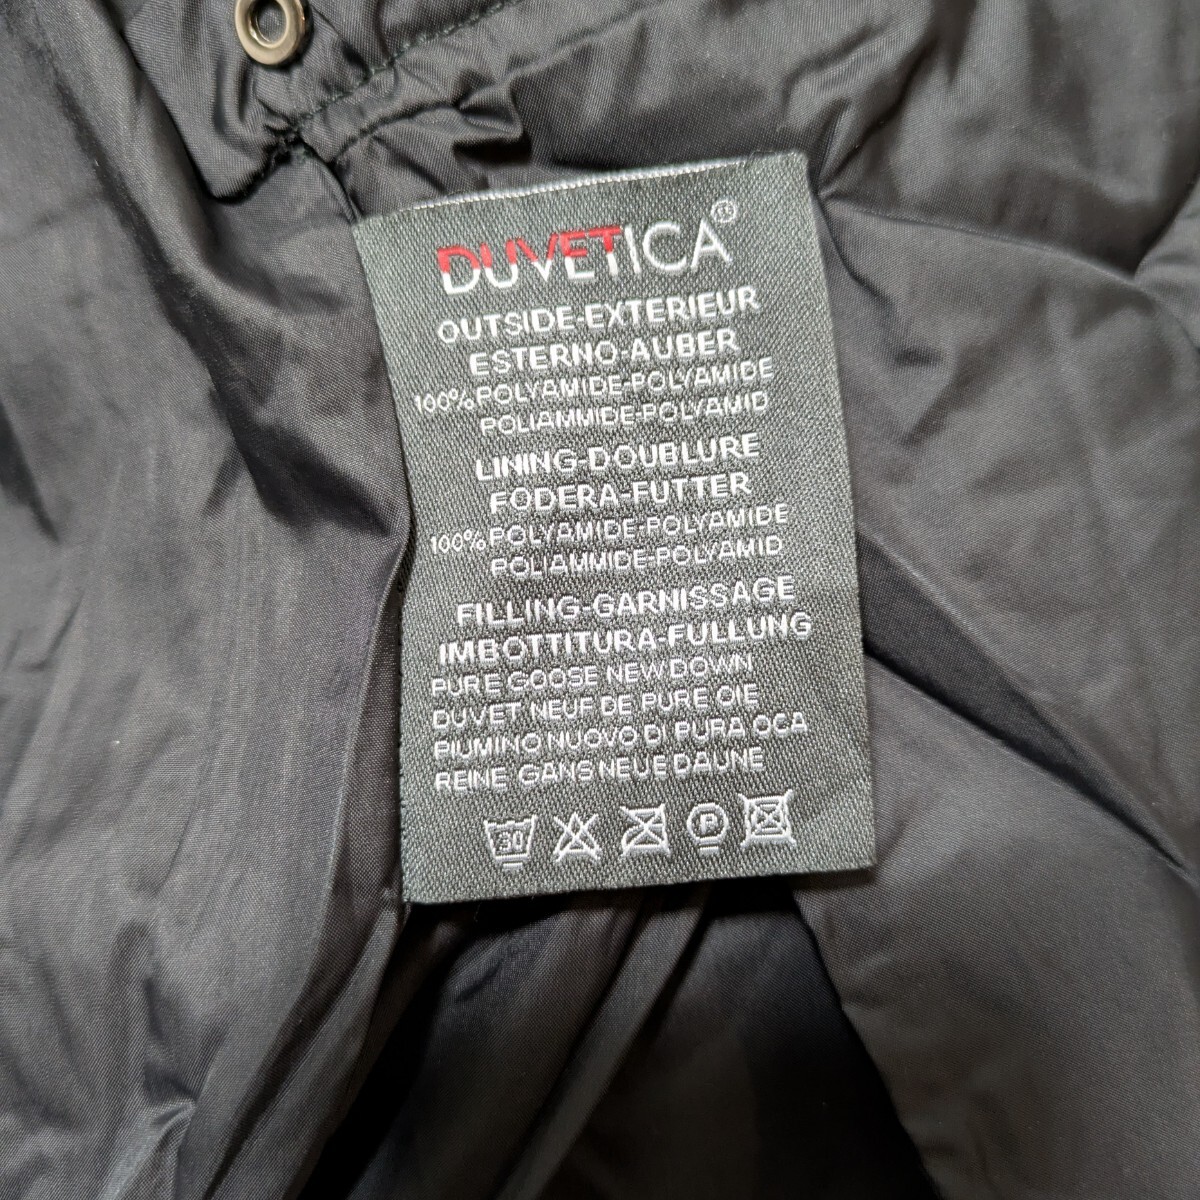 DUVETICA®
OUTSIDE-EXTERIEUR
ESTERNO-AUBER
100% POLYAMIDE-POLYAMIDE
POLIAMMIDE-POLYAMID
LINING-DOUBLURE
FODERA-FUTTER
100% POLYAMIDE-POLYAMIDE
POLIAMMIDE-POLYAMID
FILLING-GARNISSAGE
IMBOTTITURA-FULLUNG
PURE GOOSE NEW DOWN
DUVET NEUF DE PURE OIE
PIUMINO NUOVO DI PURA OCA
REINE GANS NEUE DAUNE
30 P